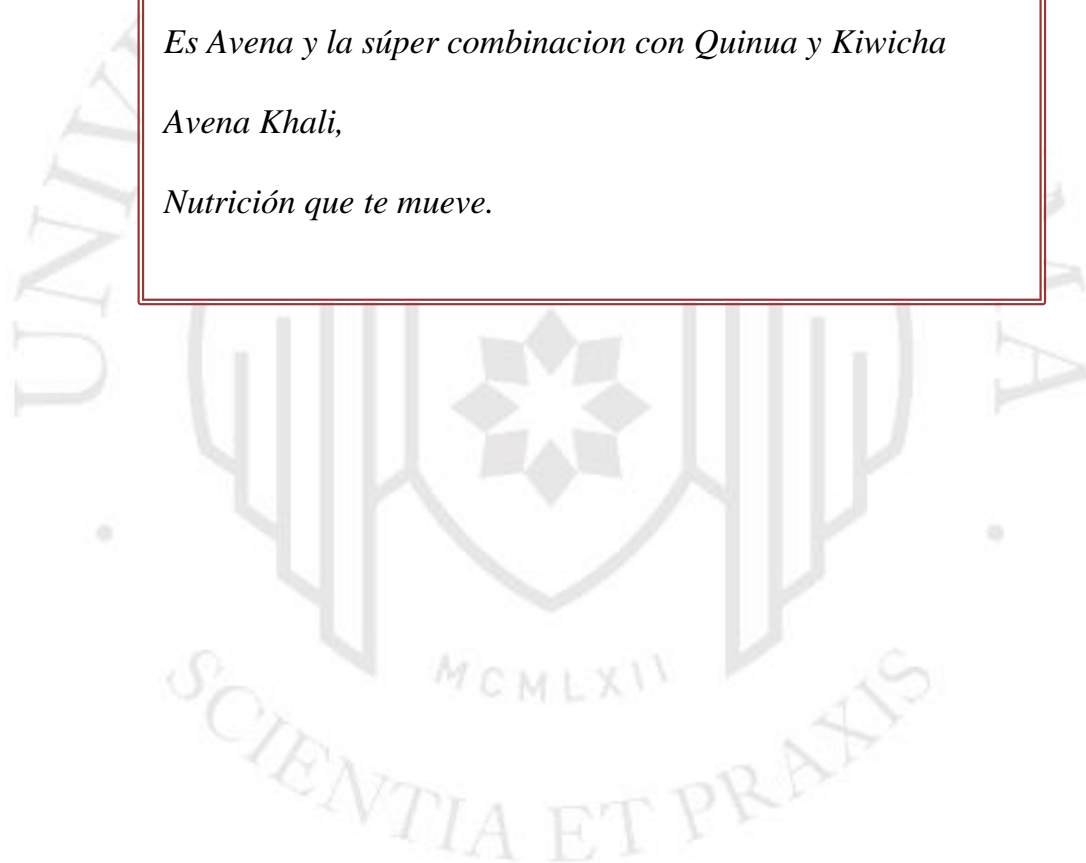 Es Avena y la súper combinacion con Quinua y Kiwicha
Avena Khali,
Nutrición que te mueve.
MCMLXII
SCIENTIA ET PRAXIS